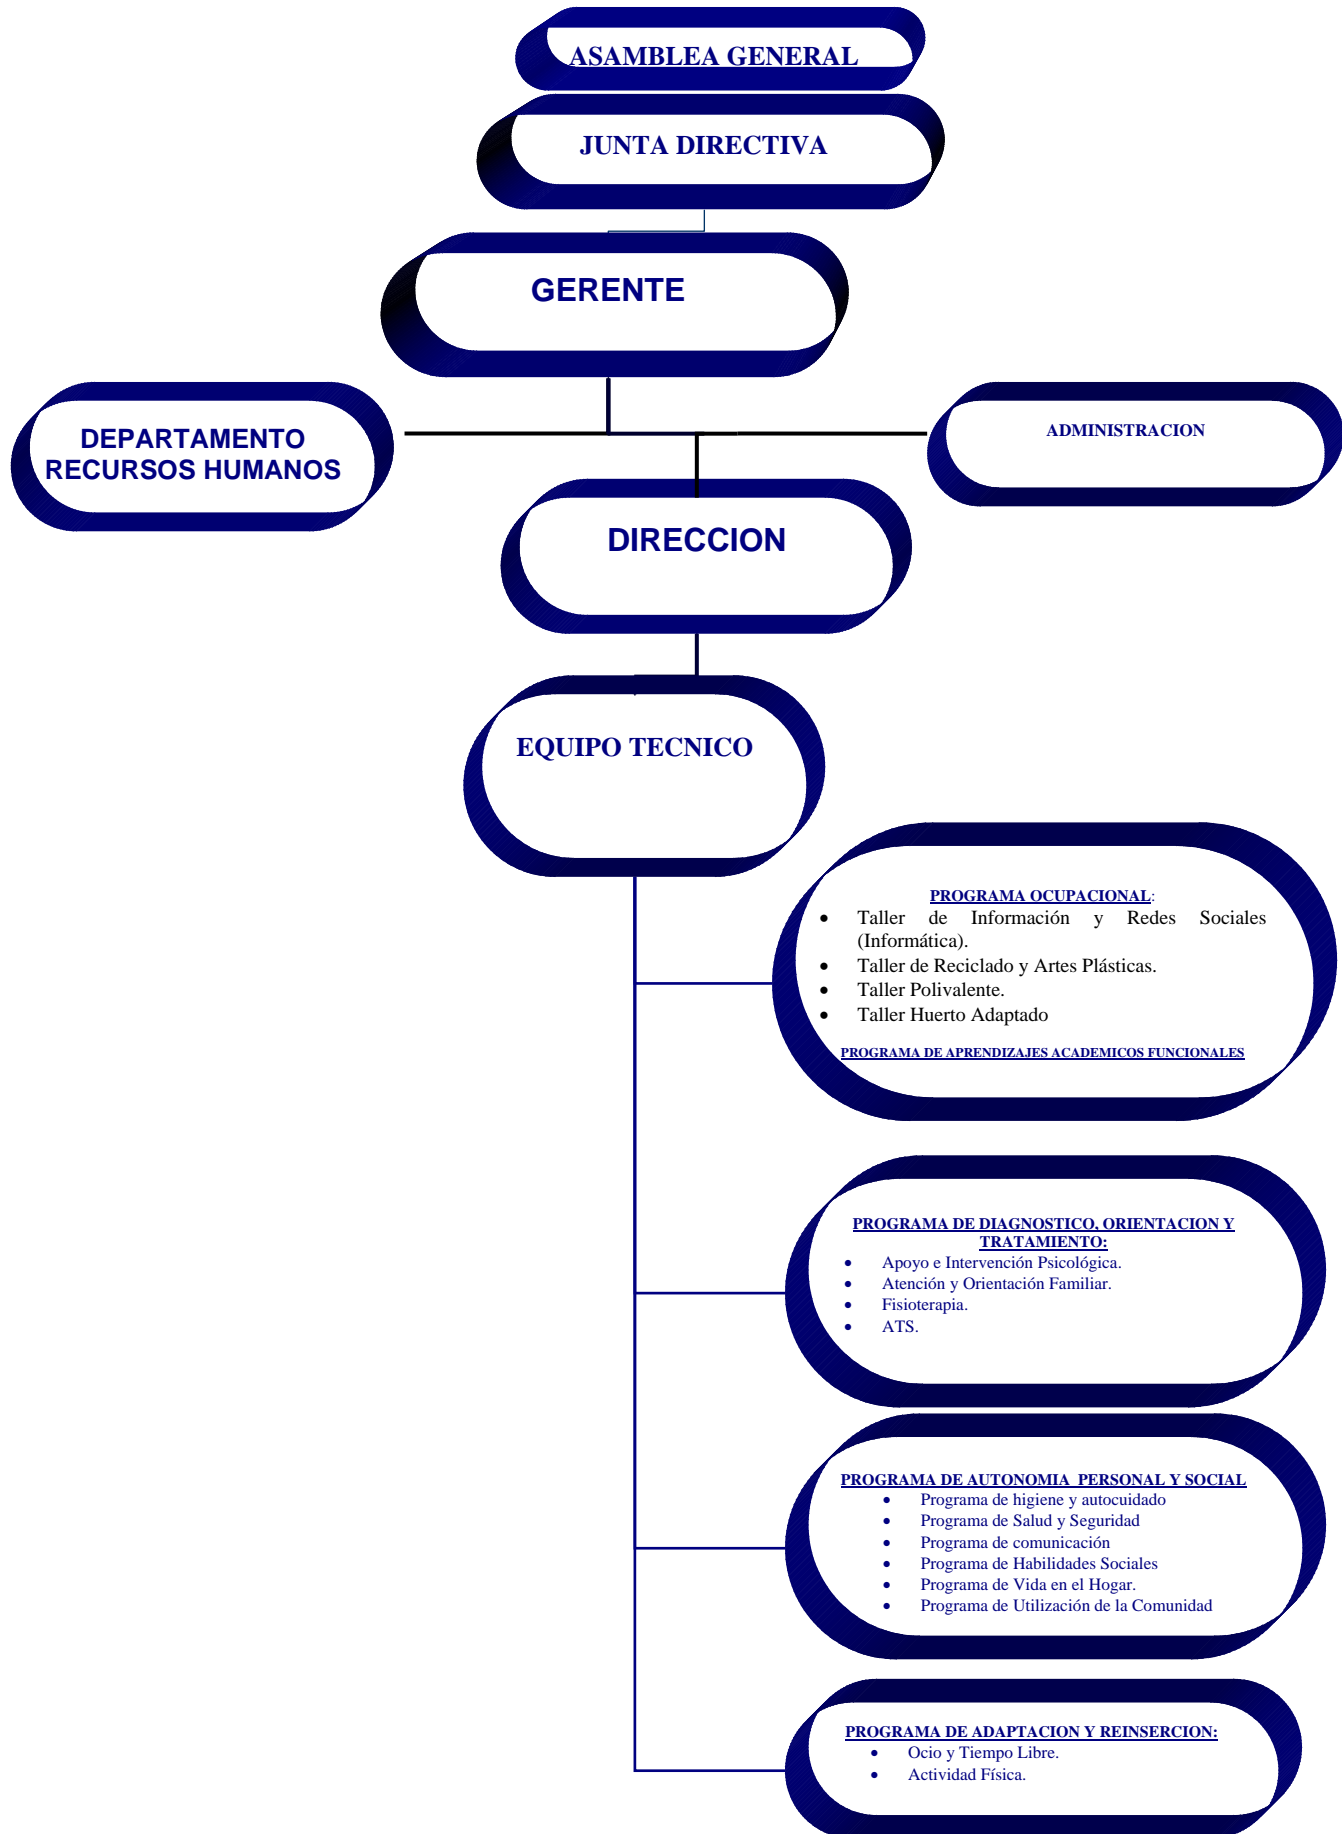 ASAMBLEA GENERAL
JUNTA DIRECTIVA
GERENTE
DEPARTAMENTO
RECURSOS HUMANOS
ADMINISTRACION
DIRECCION
EQUIPO TECNICO
PROGRAMA OCUPACIONAL:
• Taller de Información y Redes Sociales
(Informática).
• Taller de Reciclado y Artes Plásticas.
• Taller Polivalente.
• Taller Huerto Adaptado
PROGRAMA DE APRENDIZAJES ACADEMICOS FUNCIONALES
PROGRAMA DE DIAGNOSTICO, ORIENTACION Y
TRATAMIENTO:
• Apoyo e Intervención Psicológica.
• Atención y Orientación Familiar.
• Fisioterapia.
• ATS.
PROGRAMA DE AUTONOMIA PERSONAL Y SOCIAL
• Programa de higiene y autocuidado
• Programa de Salud y Seguridad
• Programa de comunicación
• Programa de Habilidades Sociales
• Programa de Vida en el Hogar.
• Programa de Utilización de la Comunidad
PROGRAMA DE ADAPTACION Y REINSERCION:
• Ocio y Tiempo Libre.
• Actividad Física.